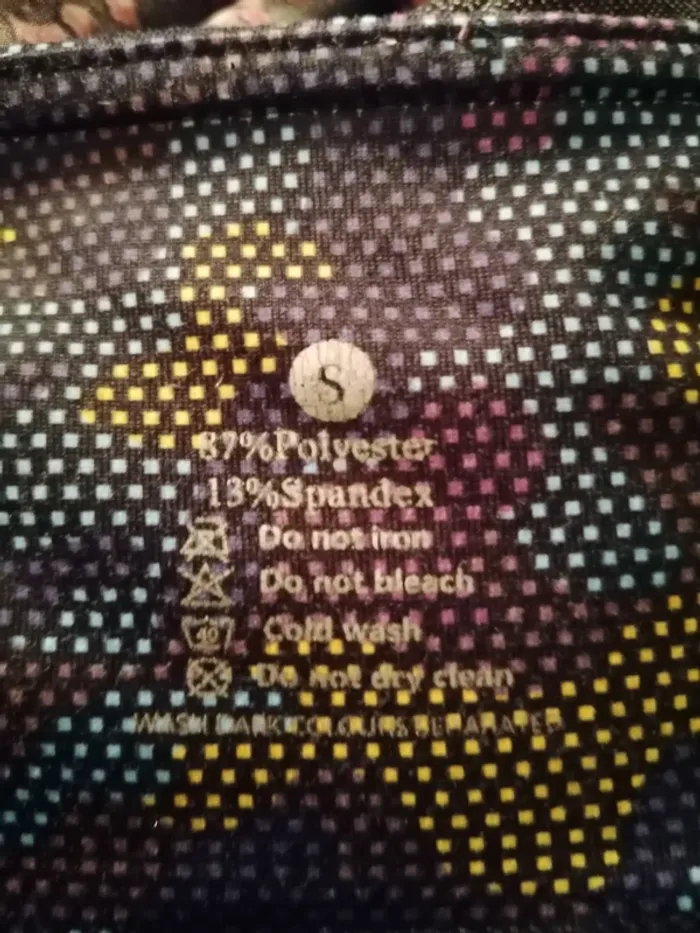 S
87%Polyester
13%Spandex
Do not iron
Do not bleach
40 Cold wash
Do not dry clean
WASH DARK COLOURS SEPARATED